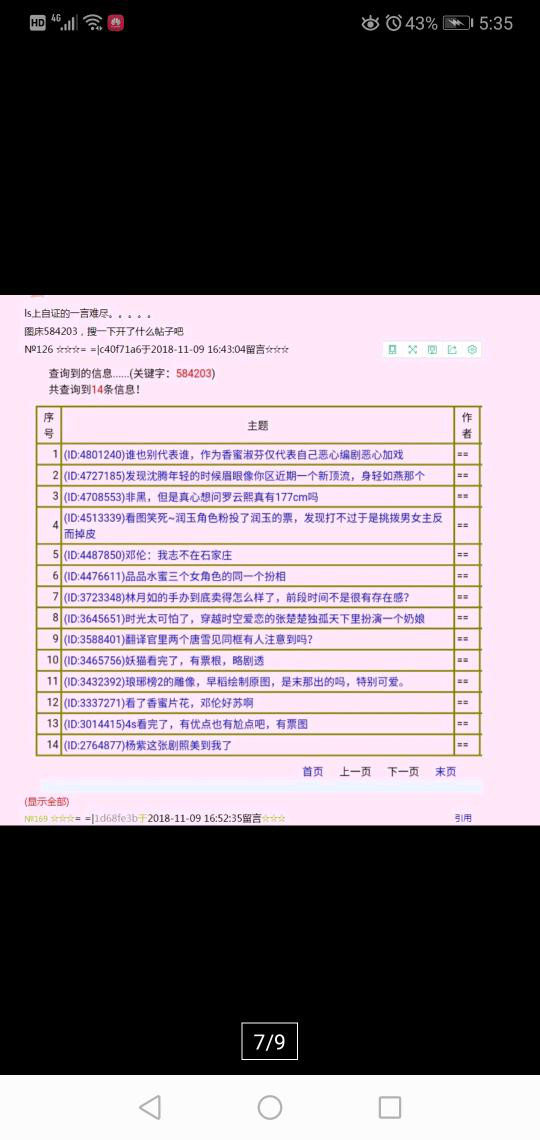 HD 4G 43% 5:35
ls上自证的一言难尽。。。。。
图床584203，搜一下开了什么帖子吧
№126 ☆☆☆= =|c40f71a6于2018-11-09 16:43:04留言☆☆☆
查询到的信息......(关键字：584203)
共查询到14条信息！
序号 主题 作者
1 (ID:4801240)谁也别代表谁，作为香蜜淑芬仅代表自己恶心编剧恶心加戏 ==
2 (ID:4727185)发现沈腾年轻的时候眉眼像你区近期一个新顶流，身轻如燕那个 ==
3 (ID:4708553)非黑，但是真心想问罗云熙真有177cm吗 ==
4 (ID:4513339)看图笑死~润玉角色粉投了润玉的票，发现打不过于是挑拨男女主反
而掉皮 ==
5 (ID:4487850)邓伦：我志不在石家庄 ==
6 (ID:4476611)品品水蜜三个女角色的同一个扮相 ==
7 (ID:3723348)林月如的手办到底卖得怎么样了，前段时间不是很有存在感？ ==
8 (ID:3645651)时光太可怕了，穿越时空爱恋的张楚楚独孤天下里扮演一个奶娘 ==
9 (ID:3588401)翻译官里两个唐雪见同框有人注意到吗？ ==
10 (ID:3465756)妖猫看完了，有票根，略剧透 ==
11 (ID:3432392)琅琊榜2的雕像，早稻绘制原图，是末那出的吗，特别可爱。 ==
12 (ID:3337271)看了香蜜片花，邓伦好苏啊 ==
13 (ID:3014415)4s看完了，有优点也有尬点吧，有票图 ==
14 (ID:2764877)杨紫这张剧照美到我了 ==
首页 上一页 下一页 末页
(显示全部)
№169 ☆☆☆= =|1d68fe3b于2018-11-09 16:52:35留言☆☆☆ 引用
7/9